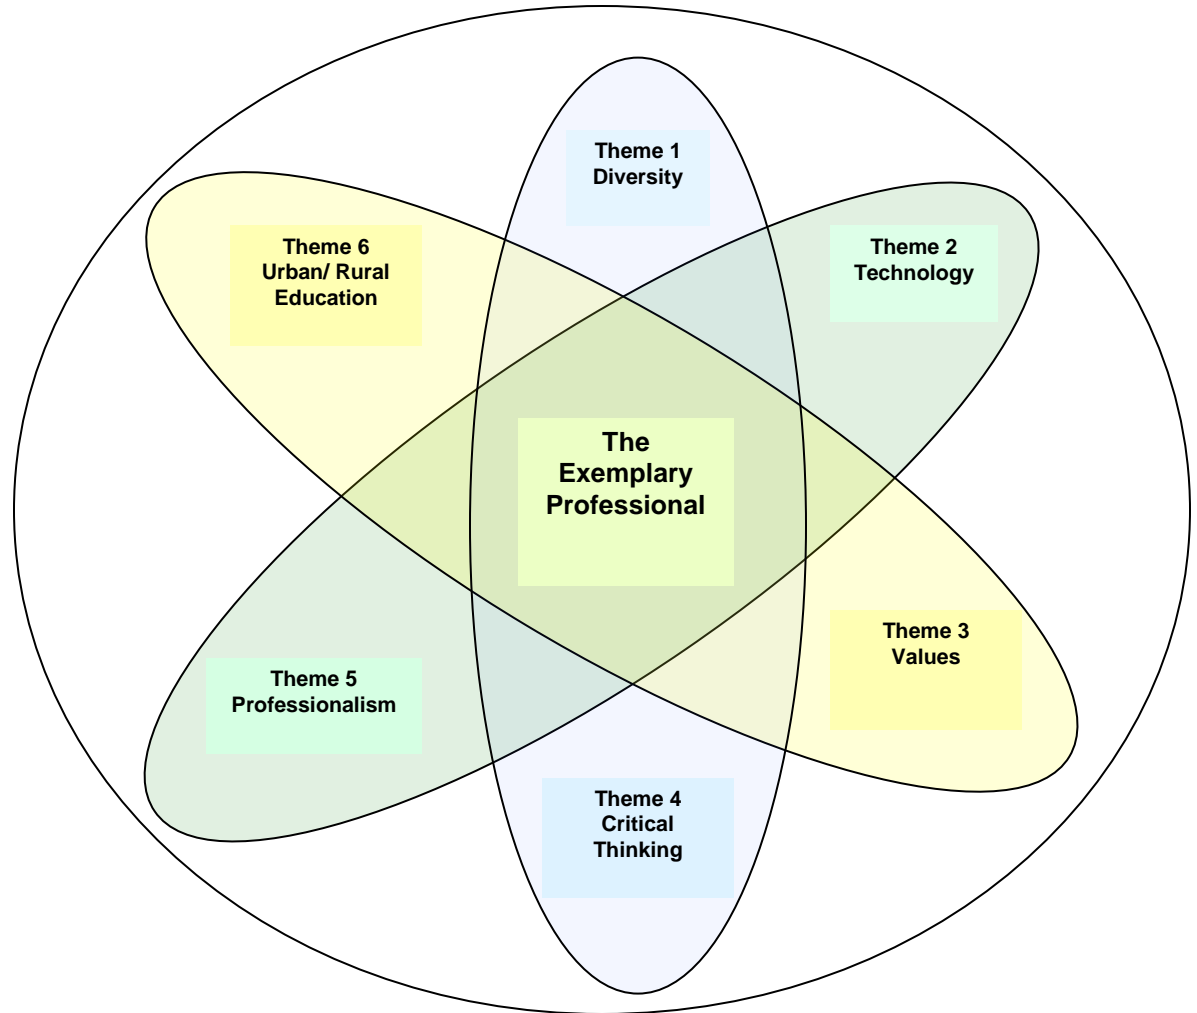 Theme 1
Diversity
Theme 6
Urban/ Rural
Education
Theme 2
Technology
The
Exemplary
Professional
Theme 3
Values
Theme 5
Professionalism
Theme 4
Critical
Thinking